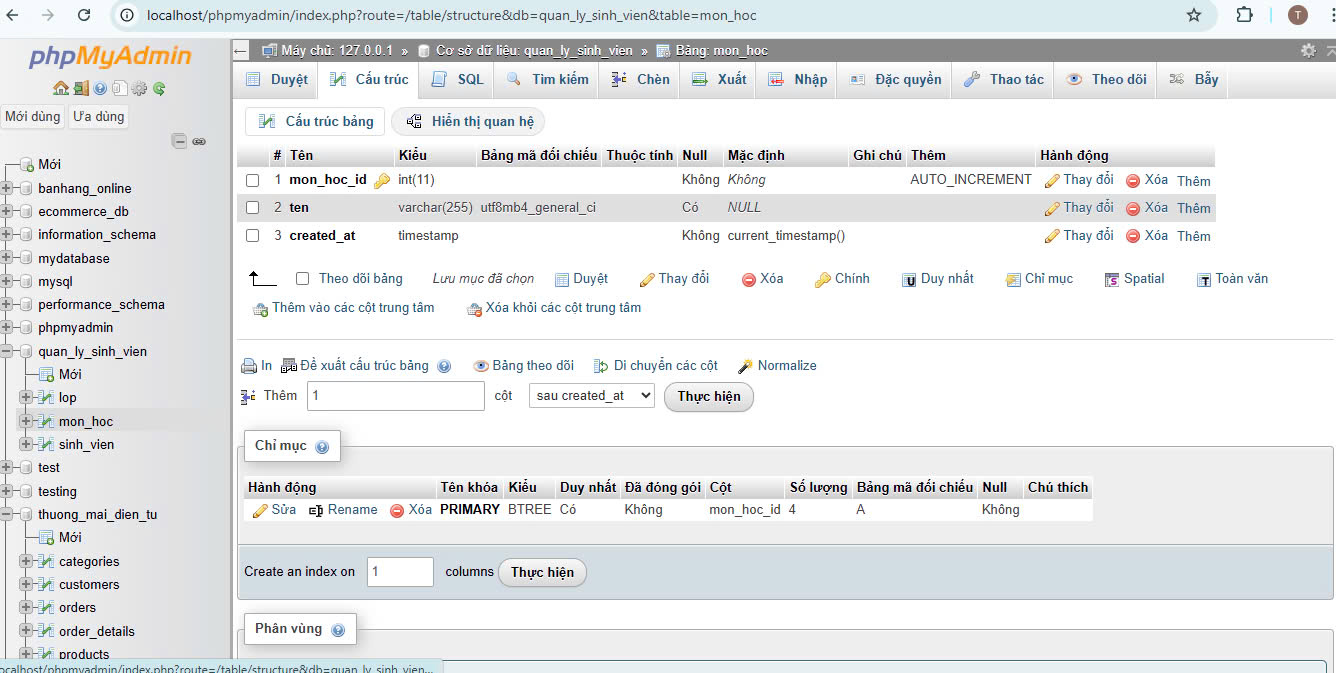 localhost/phpmyadmin/index.php?route=/table/structure&db=quan_ly_sinh_vien&table=mon_hoc
T
phpMyAdmin
Mới dùng Ưa dùng
Mới
banhang_online
ecommerce_db
information_schema
mydatabase
mysql
performance_schema
phpmyadmin
quan_ly_sinh_vien
Mới
lop
mon_hoc
sinh_vien
test
testing
thuong_mai_dien_tu
Mới
categories
customers
orders
order_details
products
Máy chủ: 127.0.0.1 » Cơ sở dữ liệu: quan_ly_sinh_vien » Bảng: mon_hoc
Duyệt Cấu trúc SQL Tìm kiếm Chèn Xuất Nhập Đặc quyền Thao tác Theo dõi Bẫy
Cấu trúc bảng Hiển thị quan hệ
# Tên Kiểu Bảng mã đối chiếu Thuộc tính Null Mặc định Ghi chú Thêm Hành động
1 mon_hoc_id int(11) Không Không AUTO_INCREMENT Thay đổi Xóa Thêm
2 ten varchar(255) utf8mb4_general_ci Có NULL Thay đổi Xóa Thêm
3 created_at timestamp Không current_timestamp() Thay đổi Xóa Thêm
Theo dõi bảng Lưu mục đã chọn Duyệt Thay đổi Xóa Chính Duy nhất Chỉ mục Spatial Toàn văn
Thêm vào các cột trung tâm Xóa khỏi các cột trung tâm
In Đề xuất cấu trúc bảng Bảng theo dõi Di chuyển các cột Normalize
Thêm 1 cột sau created_at Thực hiện
Chỉ mục
Hành động Tên khóa Kiểu Duy nhất Đã đóng gói Cột Số lượng Bảng mã đối chiếu Null Chú thích
Sửa Rename Xóa PRIMARY BTREE Có Không mon_hoc_id 4 A Không
Create an index on 1 columns Thực hiện
Phân vùng
ocalhost/phpmyadmin/index.php?route=/table/structure&db=quan_ly_sinh_vien...